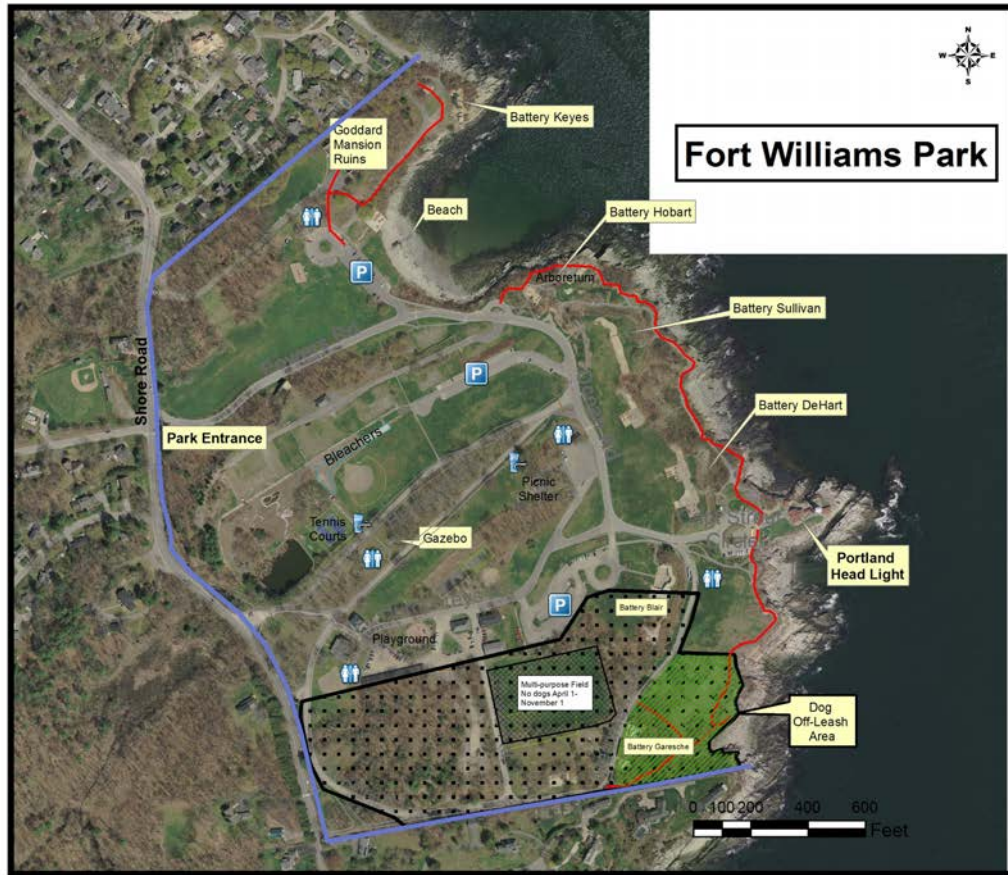 N
W E
S
Fort Williams Park
Goddard
Mansion
Ruins
Battery Keyes
Beach
Battery Hobart
Arboretum
P
Battery Sullivan
Shore Road
P
Battery DeHart
Park Entrance
Bleachers
Picnic
Shelter
Tennis
Courts
Gazebo
Portland
Head Light
P
Battery Blair
Playground
Multi-purpose Field
No dogs April 1-
November 1
Dog
Off-Leash
Area
Battery Garesche
0 100 200 400 600
Feet